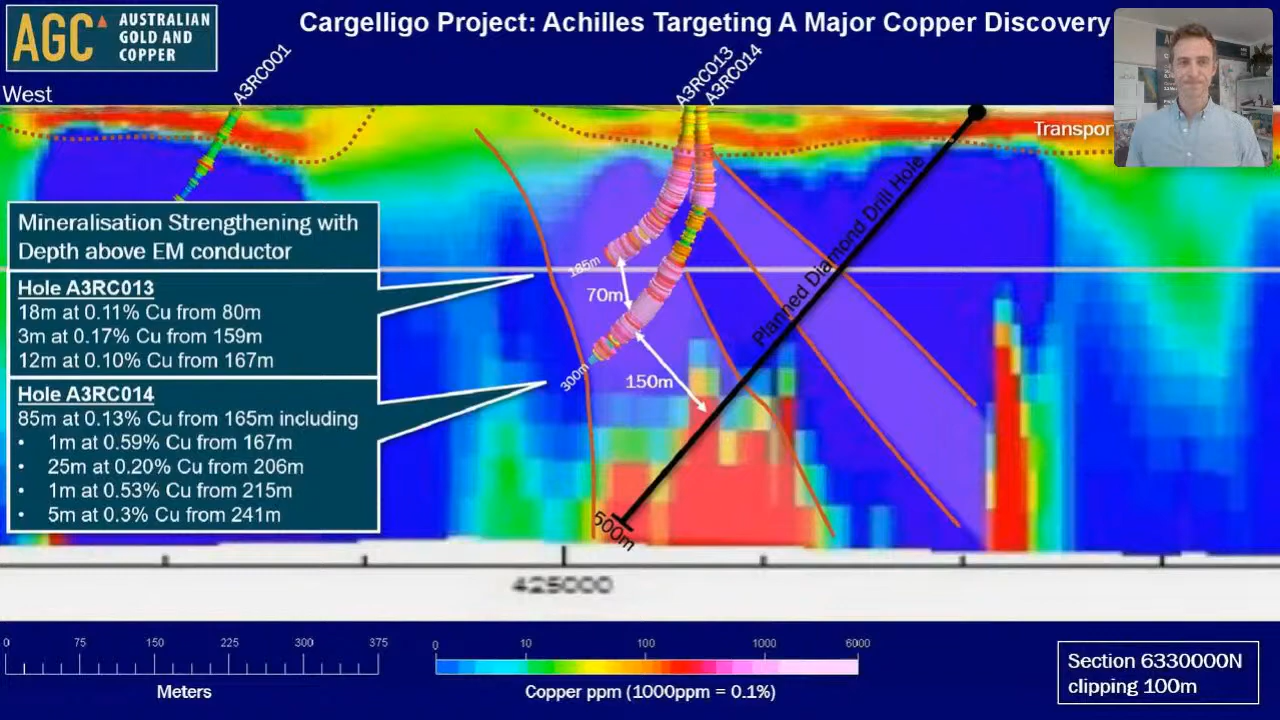 AGC
AUSTRALIAN
GOLD AND
COPPER
Cargelligo Project: Achilles Targeting A Major Copper Discovery
West
A3RC001
A3RC013
A3RC014
Transpor
Planned Diamond Drill Hole
Mineralisation Strengthening with
Depth above EM conductor
Hole A3RC013
18m at 0.11% Cu from 80m
3m at 0.17% Cu from 159m
12m at 0.10% Cu from 167m
Hole A3RC014
85m at 0.13% Cu from 165m including
• 1m at 0.59% Cu from 167m
• 25m at 0.20% Cu from 206m
• 1m at 0.53% Cu from 215m
• 5m at 0.3% Cu from 241m
185m
70m
300m
150m
500m
425000
0 75 150 225 300 375
Meters
0 10 100 1000 6000
Copper ppm (1000ppm = 0.1%)
Section 6330000N
clipping 100m